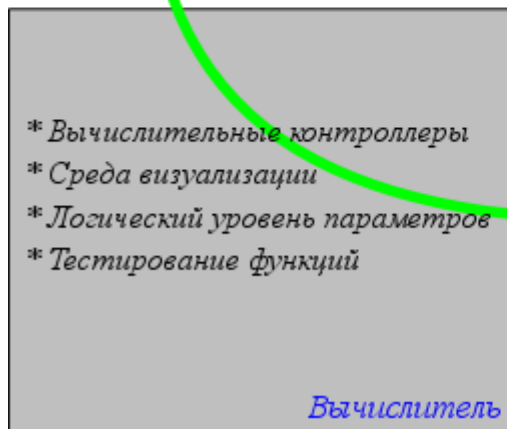 * Вычислительные контроллеры
* Среда визуализации
* Логический уровень параметров
* Тестирование функций
Вычислитель